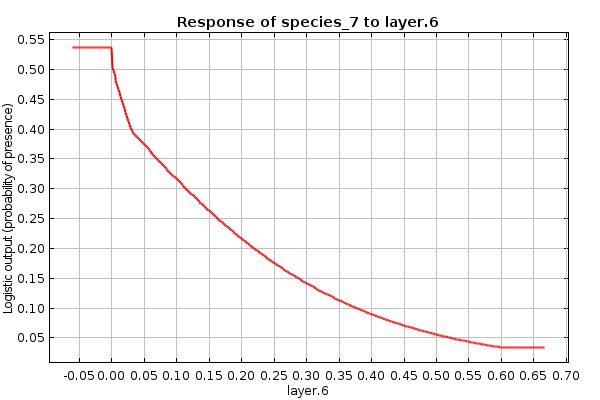 Response of species_7 to layer.6
Logistic output (probability of presence)
0.55
0.50
0.45
0.40
0.35
0.30
0.25
0.20
0.15
0.10
0.05
-0.05 0.00 0.05 0.10 0.15 0.20 0.25 0.30 0.35 0.40 0.45 0.50 0.55 0.60 0.65 0.70
layer.6